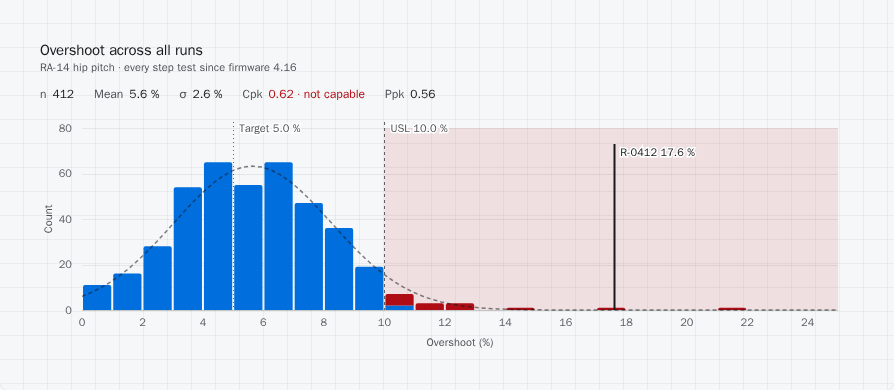 Overshoot across all runs
RA-14 hip pitch · every step test since firmware 4.16
n 412 Mean 5.6 % σ 2.6 % Cpk 0.62 · not capable Ppk 0.56
Target 5.0 %
USL 10.0 %
R-0412 17.6 %
Count
80
60
40
20
0
0 2 4 6 8 10 12 14 16 18 20 22 24
Overshoot (%)